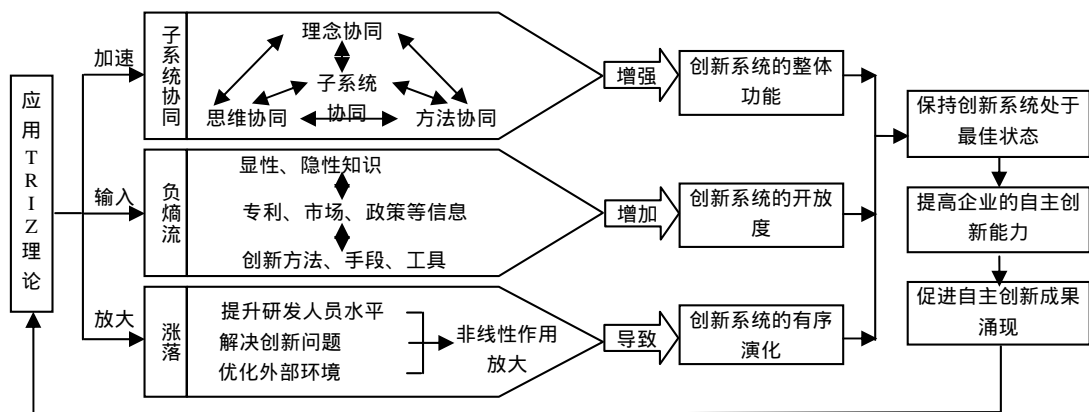 应用TRIZ理论
加速
输入
放大
子系统协同
理念协同
子系统
协同
思维协同
方法协同
增强
创新系统的整体
功能
负熵流
显性、隐性知识
专利、市场、政策等信息
创新方法、手段、工具
增加
创新系统的开放
度
涨落
提升研发人员水平
解决创新问题
优化外部环境
非线性作用
放大
导致
创新系统的有序
演化
保持创新系统处于
最佳状态
提高企业的自主创
新能力
促进自主创新成果
涌现